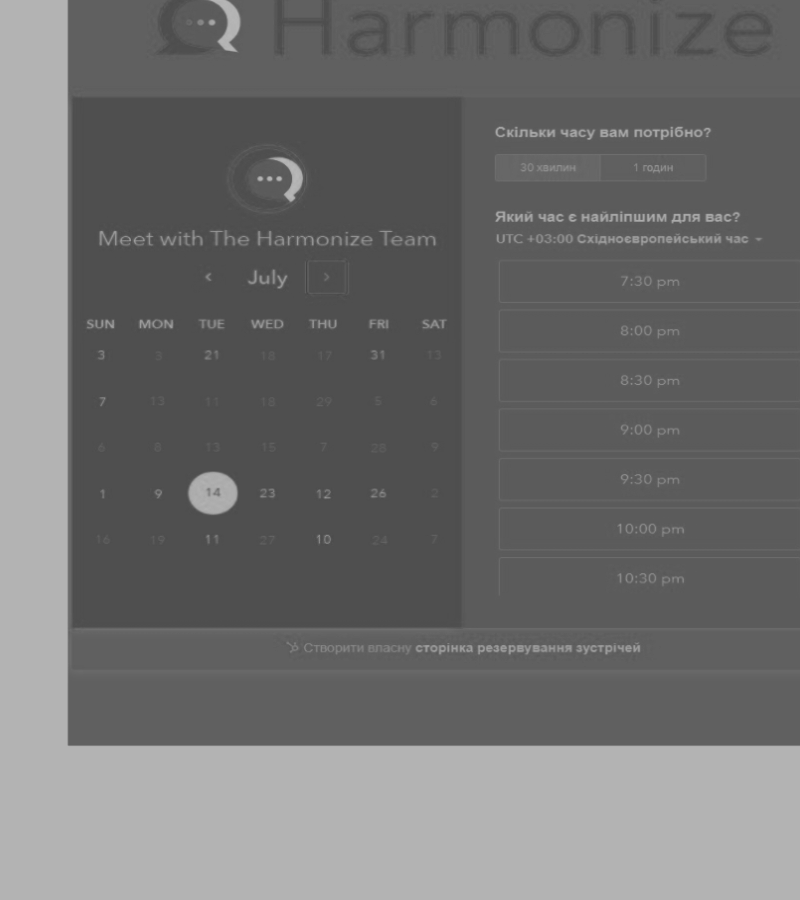 Harmonize
Meet with The Harmonize Team
July
SUN MON TUE WED THU FRI SAT
3 3 21 18 17 31 13
7 13 11 18 29 5 6
6 8 13 15 7 28 9
1 9 14 23 12 26 2
16 19 11 27 10 24 7
Скільки часу вам потрібно?
30 хвилин 1 годин
Який час є найліпшим для вас?
UTC +03:00 Східноєвропейський час
7:30 pm
8:00 pm
8:30 pm
9:00 pm
9:30 pm
10:00 pm
10:30 pm
Створити власну сторінка резервування зустрічей